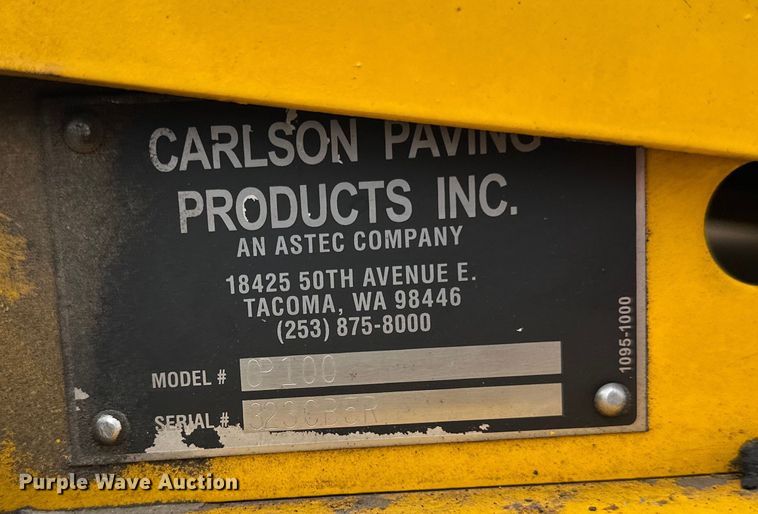 CARLSON PAVING
PRODUCTS INC.
AN ASTEC COMPANY
18425 50TH AVENUE E.
TACOMA, WA 98446
(253) 875-8000
MODEL # CP100
SERIAL #
1095-1000
Purple Wave Auction